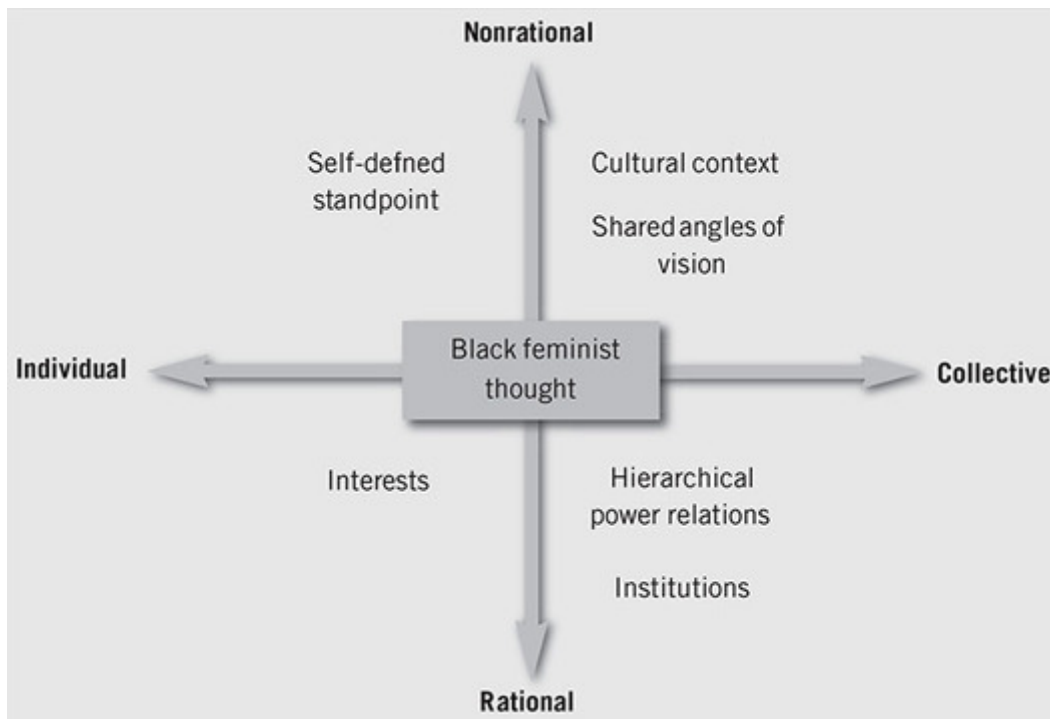 Nonrational
Self-defned
standpoint
Cultural context
Shared angles of
vision
Individual
Black feminist
thought
Collective
Interests
Hierarchical
power relations
Institutions
Rational